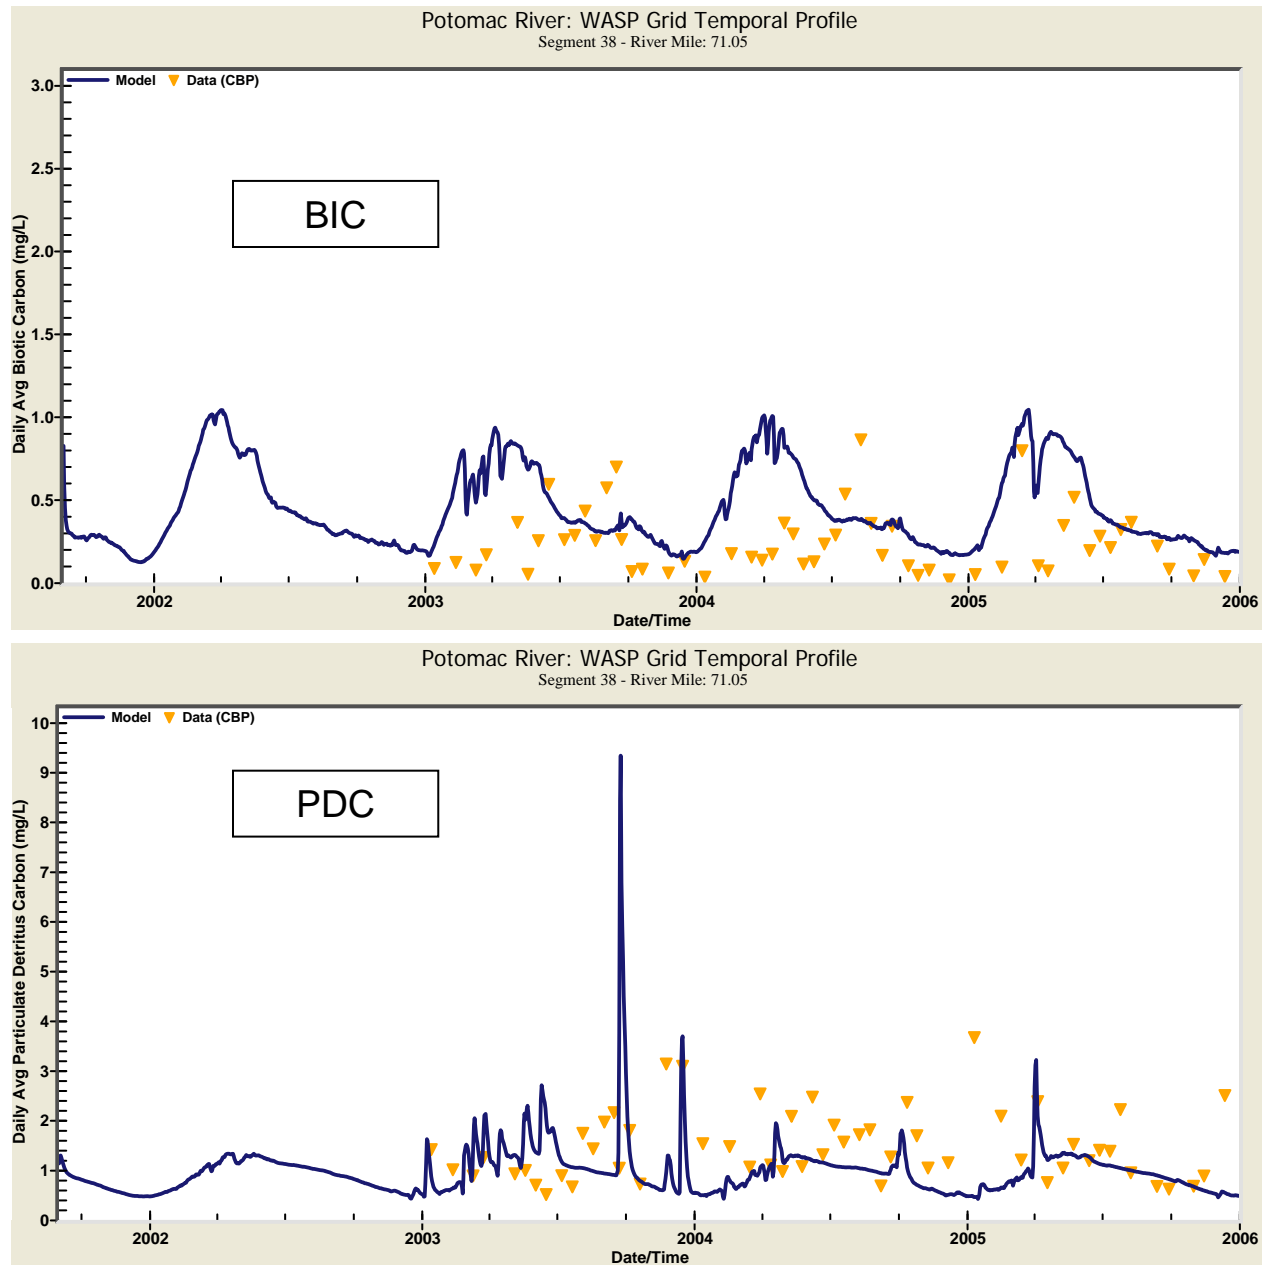 Potomac River: WASP Grid Temporal Profile
Segment 38 - River Mile: 71.05
Model Data (CBP)
BIC
Daily Avg Biotic Carbon (mg/L)
3.0
2.5
2.0
1.5
1.0
0.5
0.0
2002 2003 2004 2005 2006
Date/Time
Potomac River: WASP Grid Temporal Profile
Segment 38 - River Mile: 71.05
Model Data (CBP)
PDC
Daily Avg Particulate Detritus Carbon (mg/L)
10
9
8
7
6
5
4
3
2
1
0
2002 2003 2004 2005 2006
Date/Time